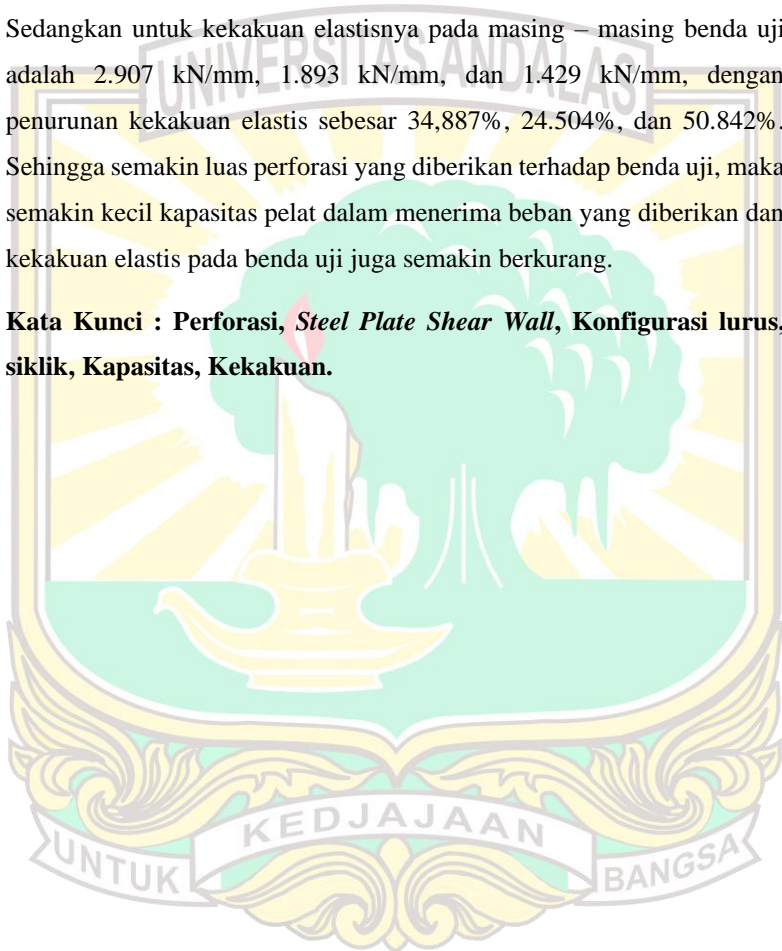 Sedangkan untuk kekakuan elastisnya pada masing – masing benda uji
adalah 2.907 kN/mm, 1.893 kN/mm, dan 1.429 kN/mm, dengan
penurunan kekakuan elastis sebesar 34,887%, 24.504%, dan 50.842%.
Sehingga semakin luas perforasi yang diberikan terhadap benda uji, maka
semakin kecil kapasitas pelat dalam menerima beban yang diberikan dan
kekakuan elastis pada benda uji juga semakin berkurang.
Kata Kunci : Perforasi, Steel Plate Shear Wall, Konfigurasi lurus,
siklik, Kapasitas, Kekakuan.
UNIVERSITAS ANDALAS
UNTUK KEDJAJAAN BANGSA